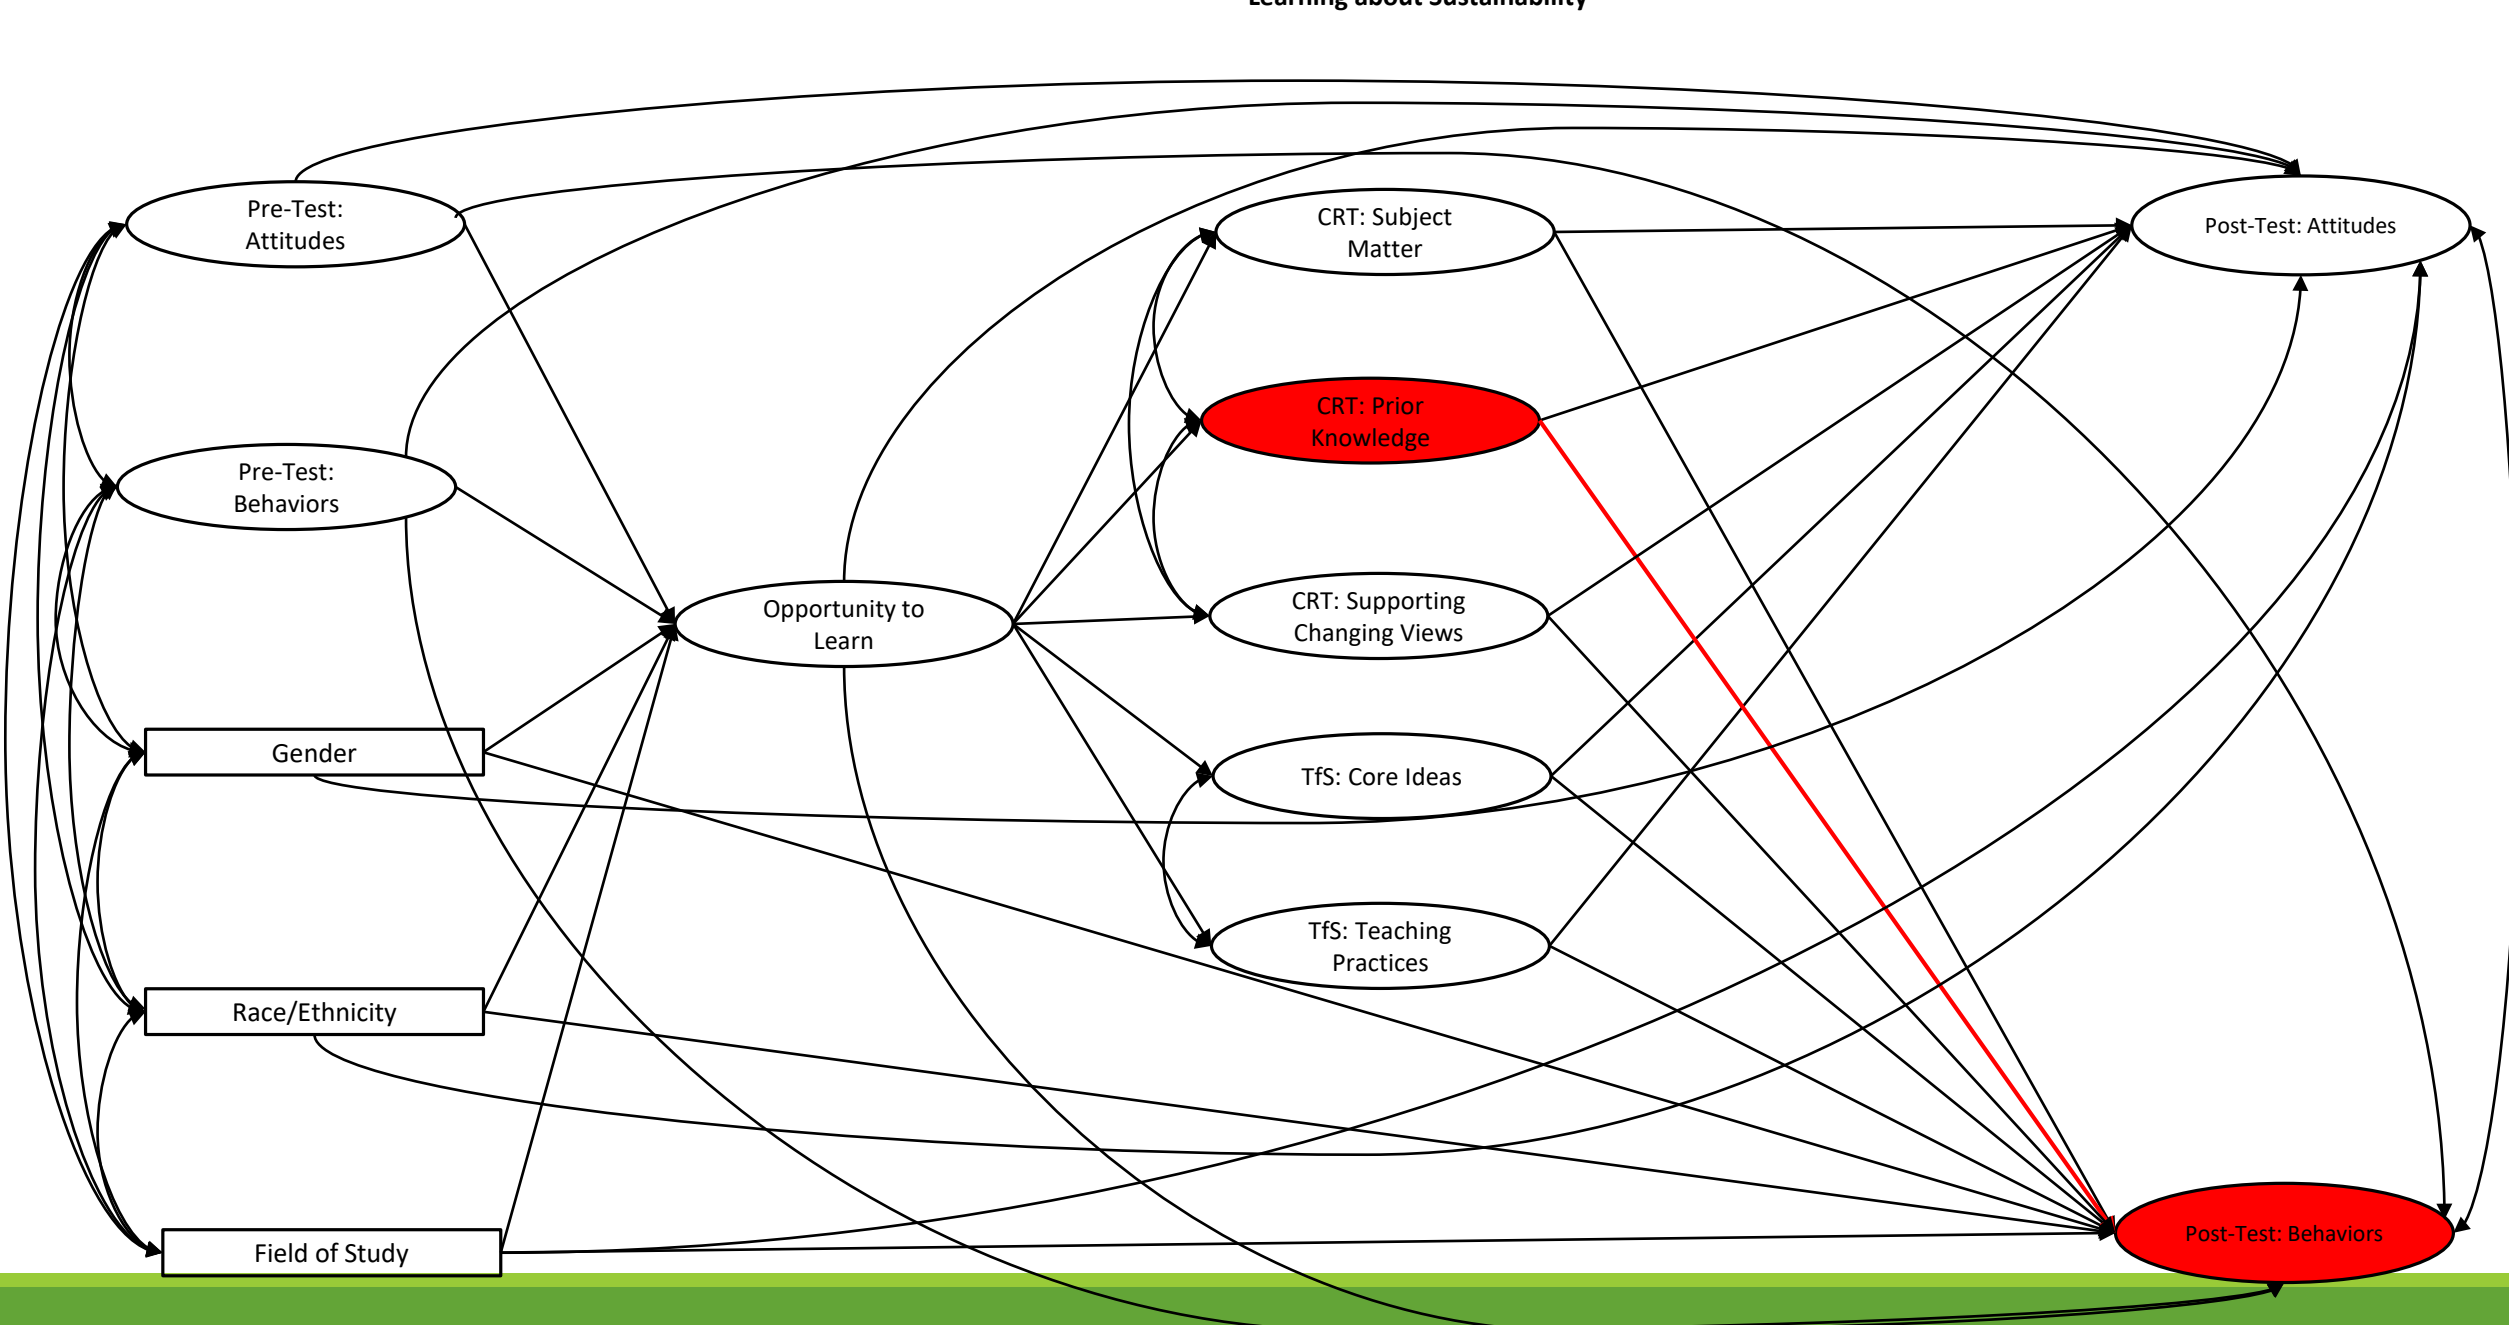 Learning about Sustainability
Pre-Test:
Attitudes
Pre-Test:
Behaviors
Gender
Race/Ethnicity
Field of Study
Opportunity to
Learn
CRT: Subject
Matter
CRT: Prior
Knowledge
CRT: Supporting
Changing Views
TfS: Core Ideas
TfS: Teaching
Practices
Post-Test: Attitudes
Post-Test: Behaviors